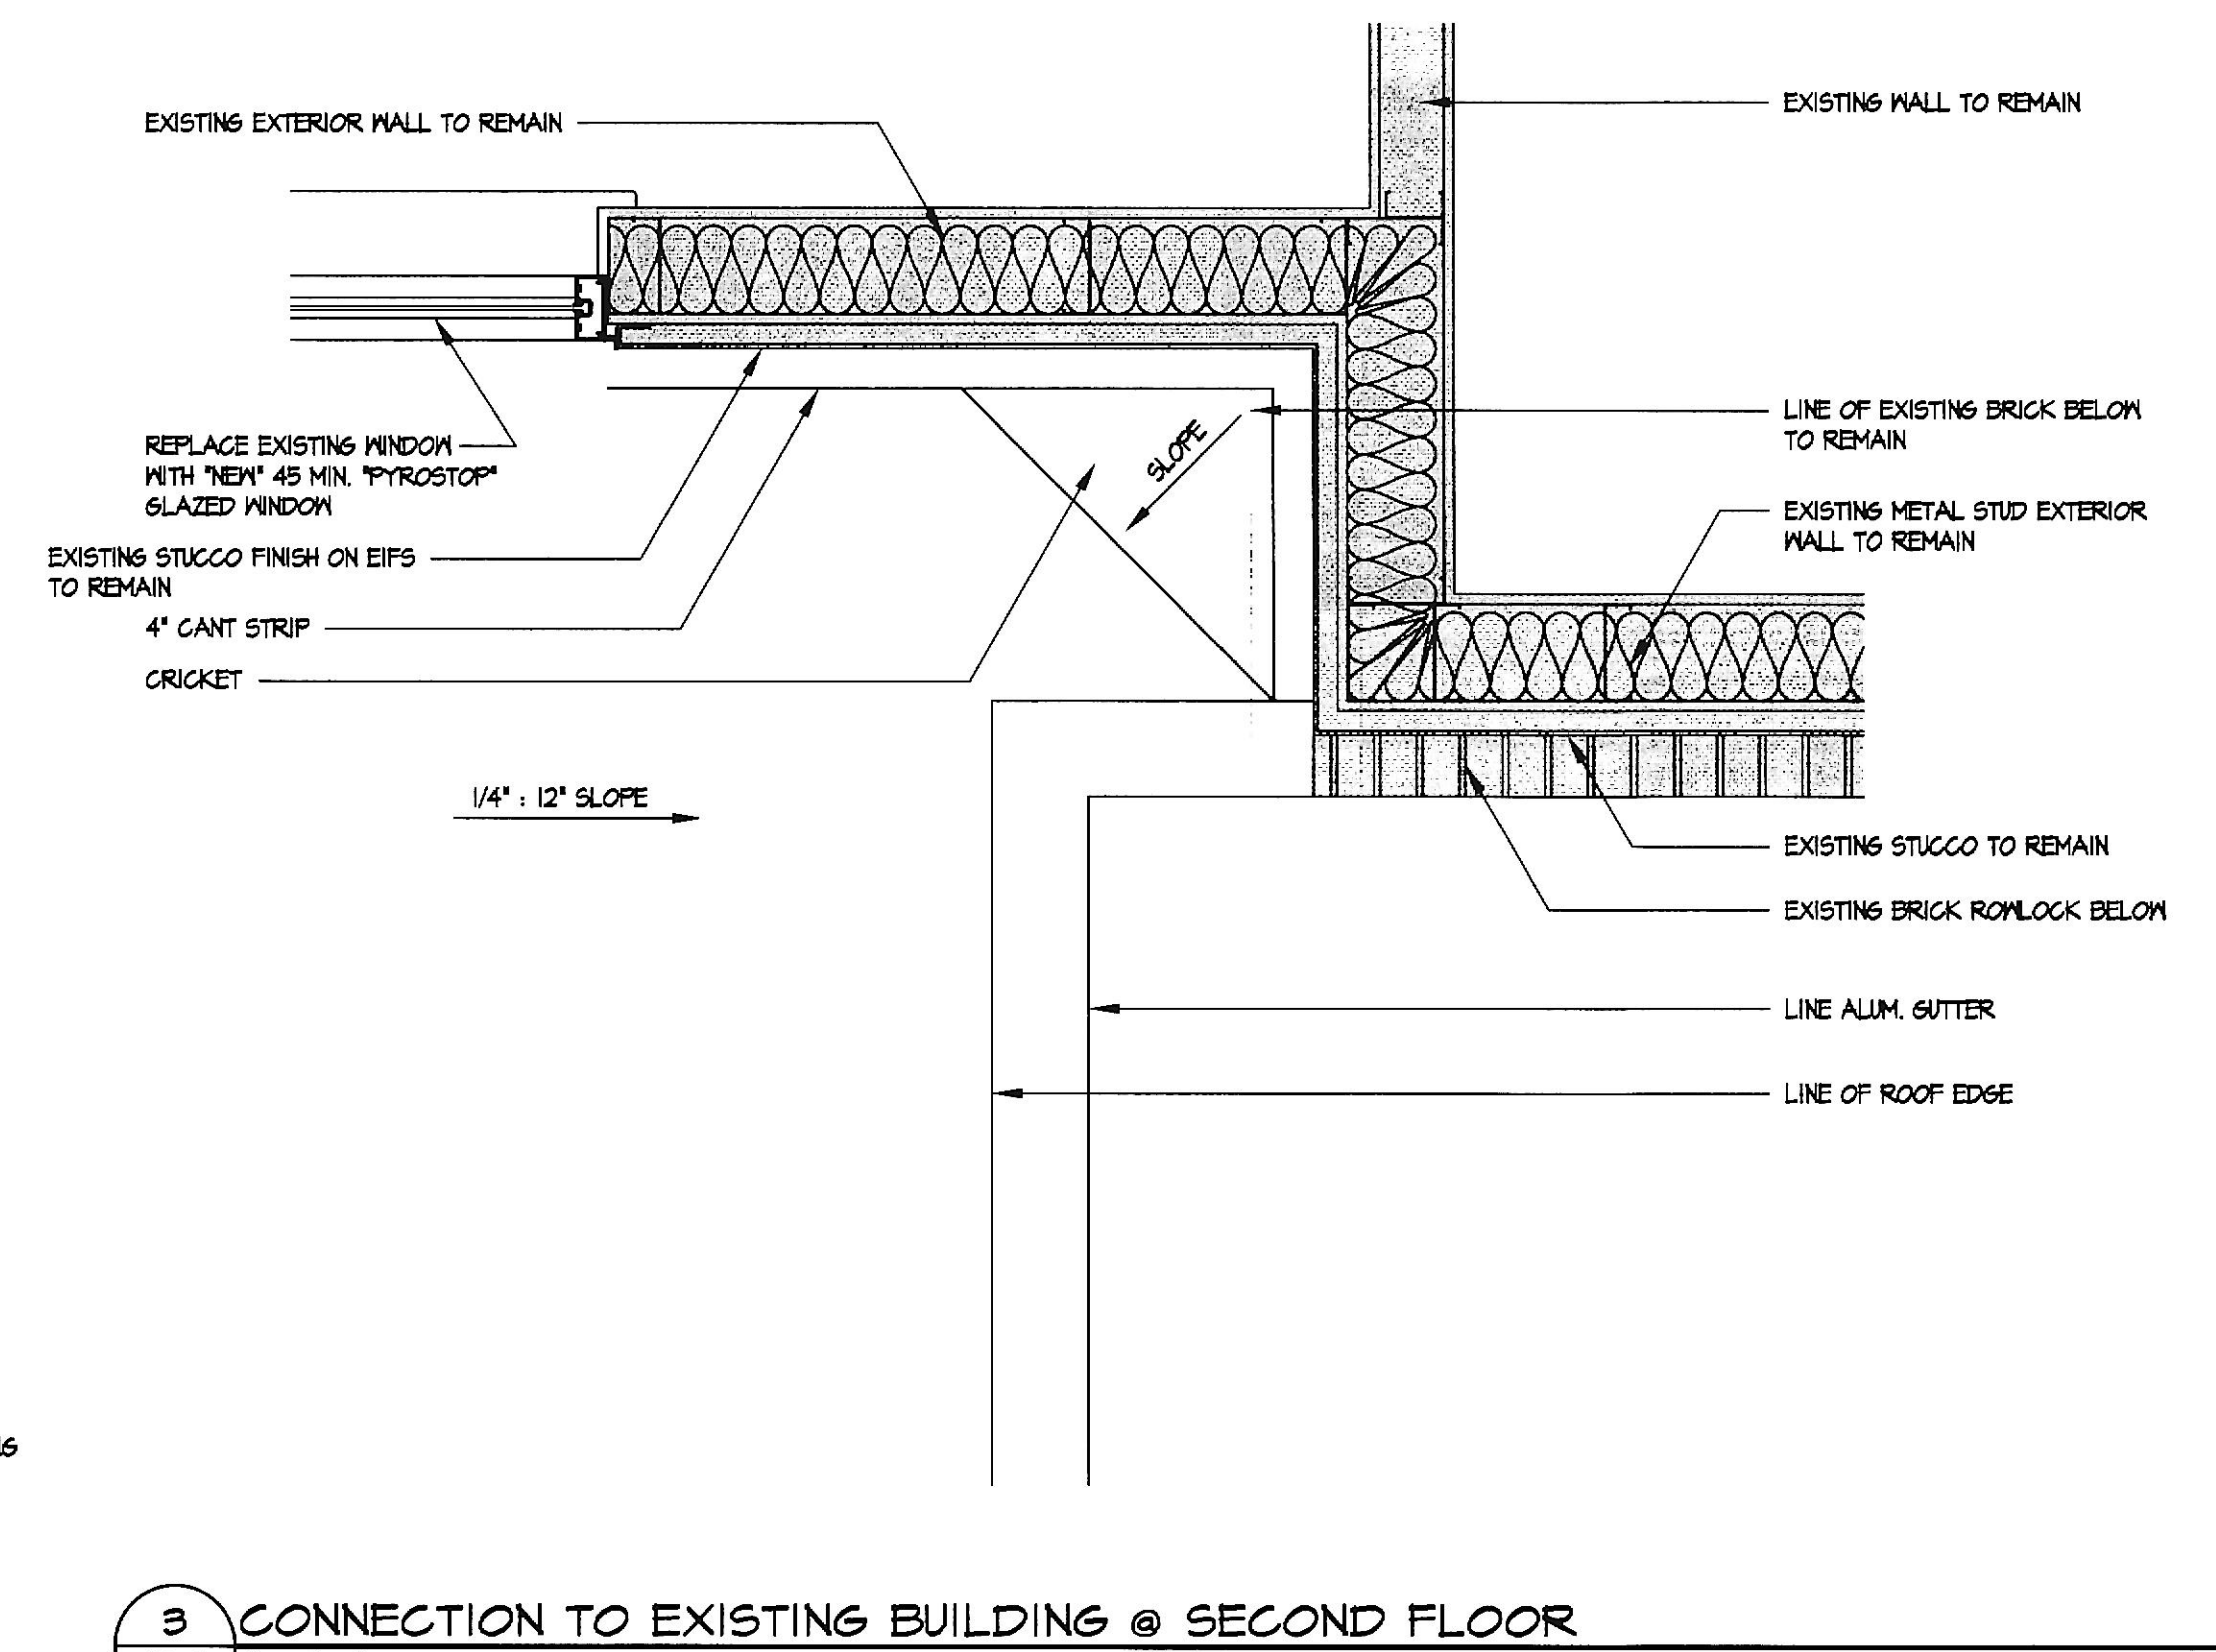 EXISTING EXTERIOR WALL TO REMAIN
EXISTING WALL TO REMAIN
REPLACE EXISTING WINDOW
WITH "NEW" 45 MIN. "PYROSTOP"
GLAZED WINDOW
EXISTING STUCCO FINISH ON EIFS
TO REMAIN
4" CANT STRIP
CRICKET
SLOPE
LINE OF EXISTING BRICK BELOW
TO REMAIN
EXISTING METAL STUD EXTERIOR
WALL TO REMAIN
1/4" : 12" SLOPE
EXISTING STUCCO TO REMAIN
EXISTING BRICK ROWLOCK BELOW
LINE ALUM. GUTTER
LINE OF ROOF EDGE
3 CONNECTION TO EXISTING BUILDING @ SECOND FLOOR